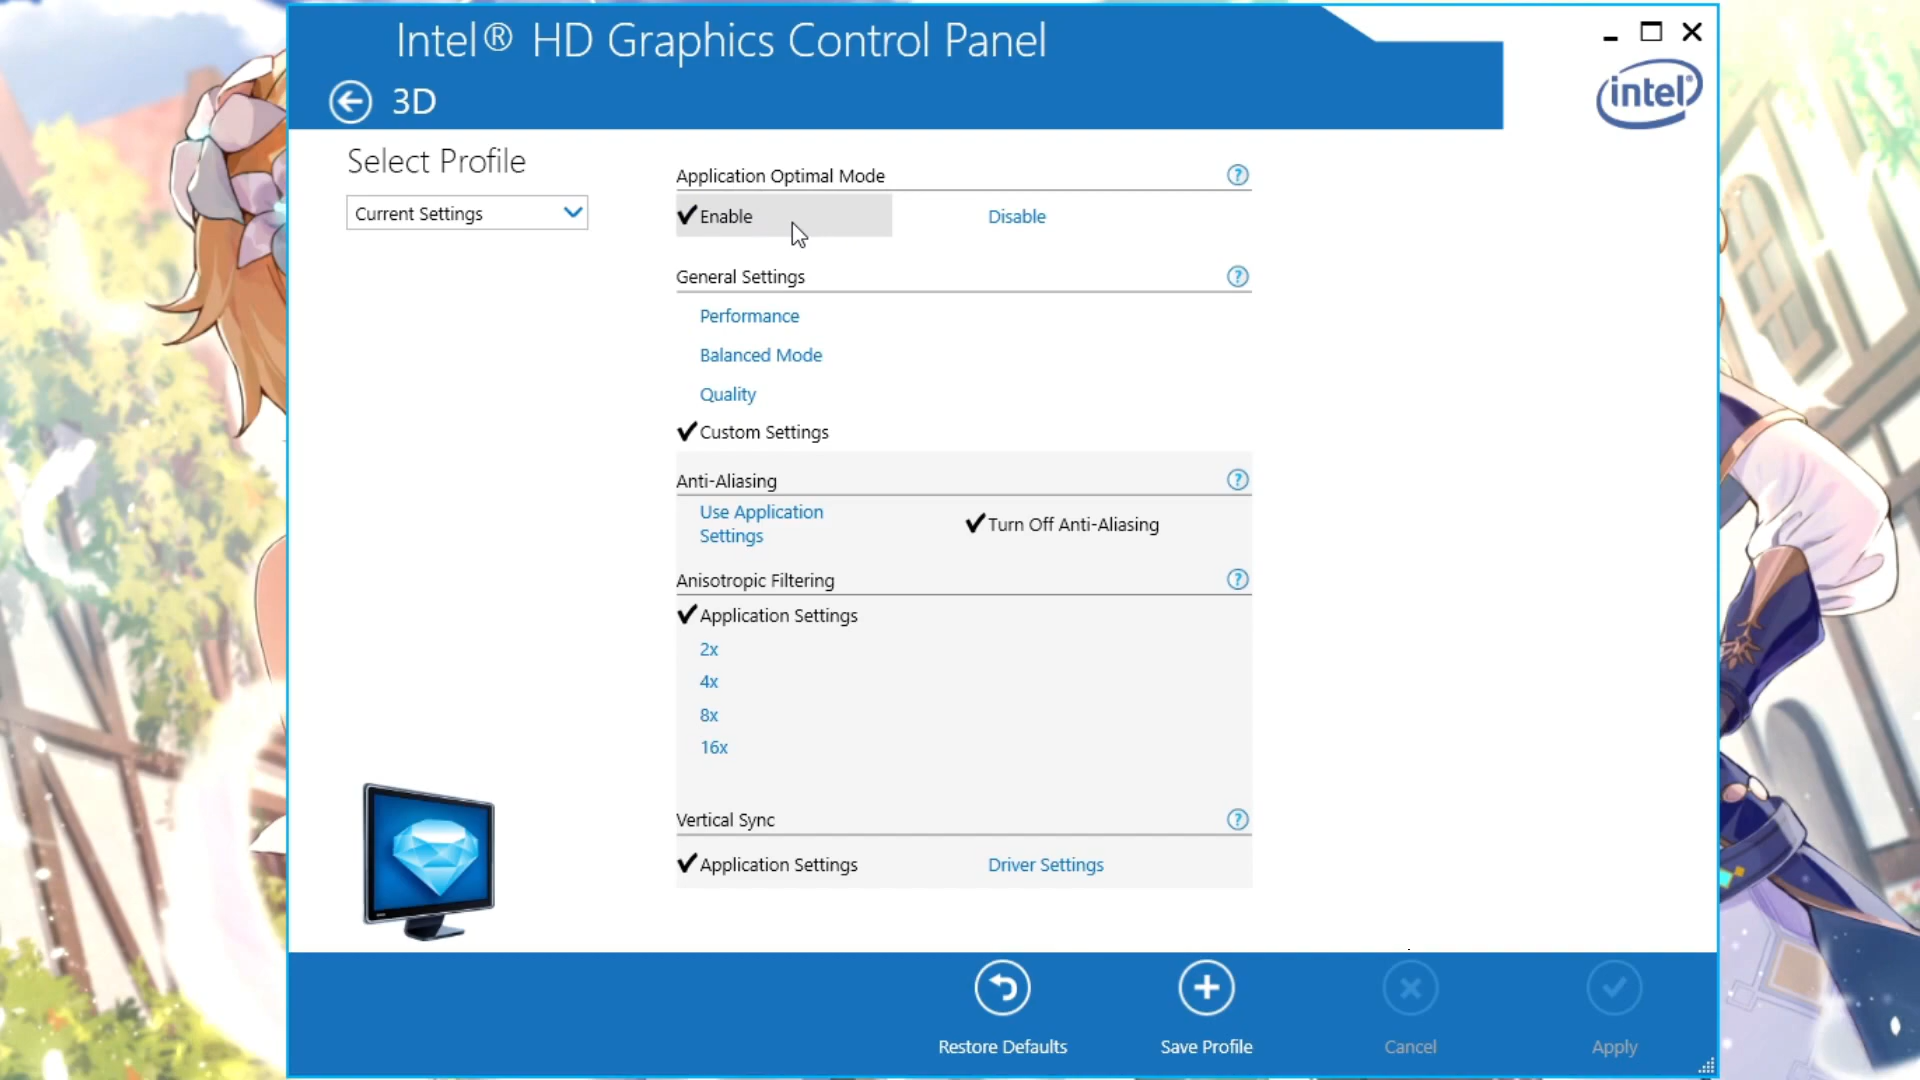 Intel® HD Graphics Control Panel
intel®
3D
Select Profile
Current Settings
Application Optimal Mode
?
Enable
Disable
General Settings
?
Performance
Balanced Mode
Quality
Custom Settings
Anti-Aliasing
?
Use Application
Settings
Turn Off Anti-Aliasing
Anisotropic Filtering
?
Application Settings
2x
4x
8x
16x
Vertical Sync
?
Application Settings
Driver Settings
Restore Defaults
Save Profile
Cancel
Apply